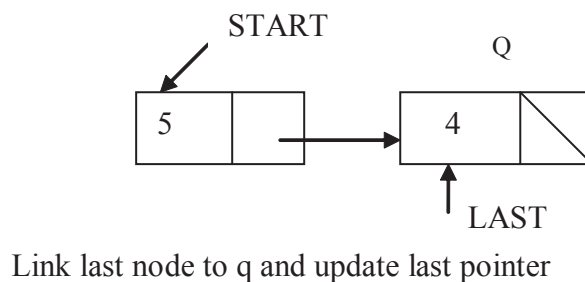 START
Q
5
4
LAST
Link last node to q and update last pointer